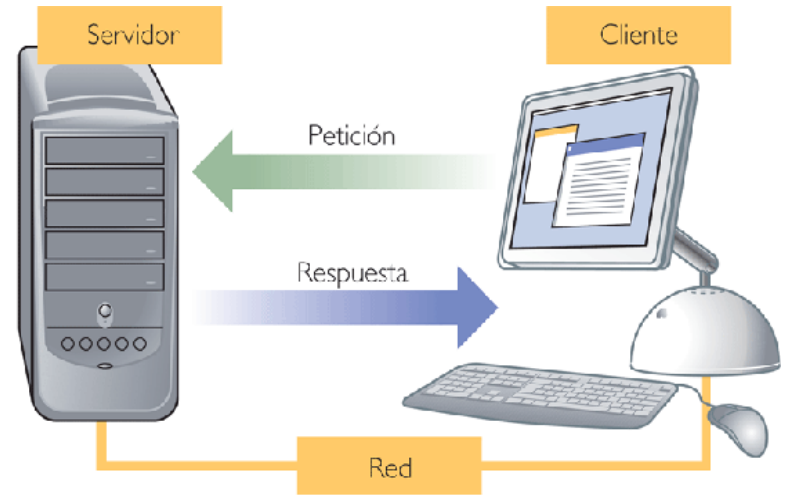 Servidor
Cliente
Petición
Respuesta
Red